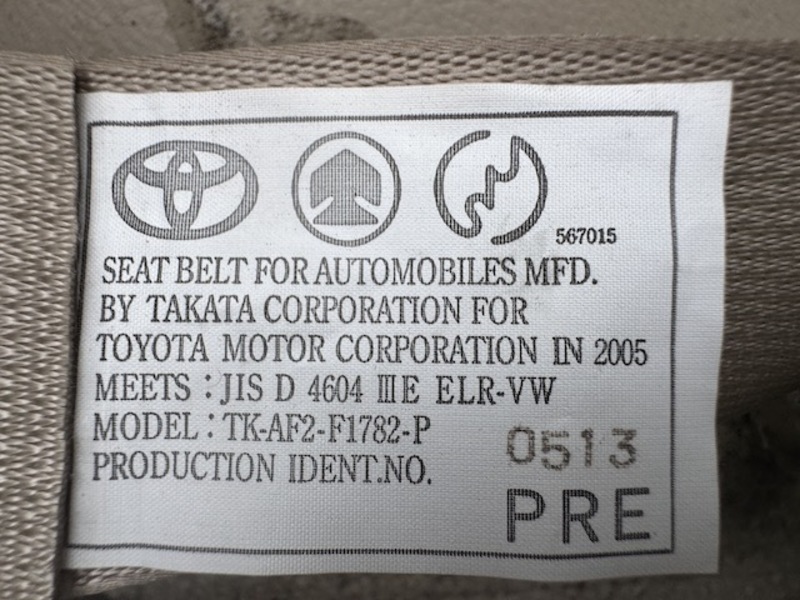 567015
SEAT BELT FOR AUTOMOBILES MFD.
BY TAKATA CORPORATION FOR
TOYOTA MOTOR CORPORATION IN 2005
MEETS : JIS D 4604 ⅢE ELR-VW
MODEL : TK-AF2-F1782-P
PRODUCTION IDENT.NO. 0513
PRE